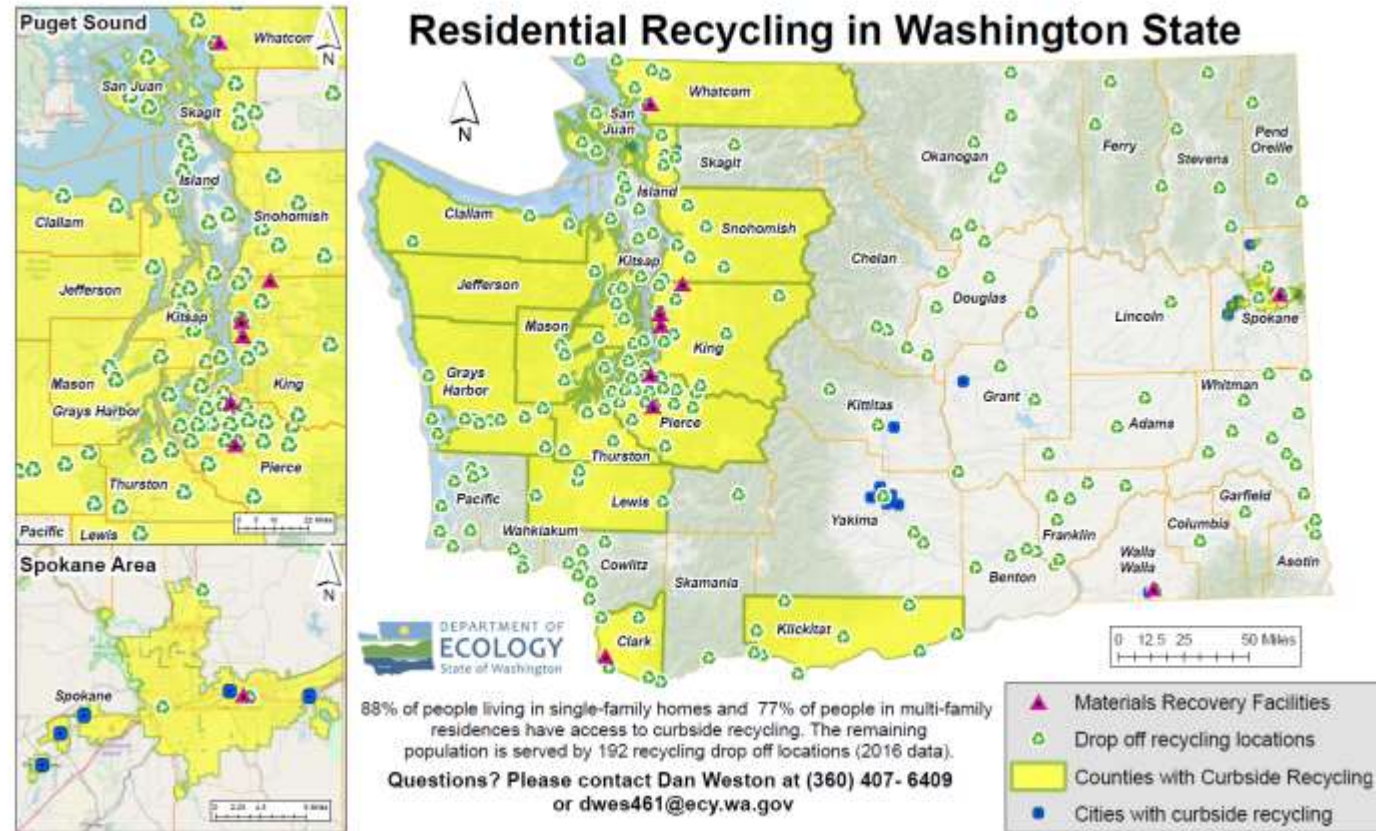 Residential Recycling in Washington State
Puget Sound
N
Whatcom
San Juan
Skagit
Island
Clallam
Snohomish
Jefferson
Kitsap
Mason
King
Grays Harbor
Pierce
Thurston
Pacific
Lewis
Spokane Area
N
Spokane
N
Whatcom
San
Juan
Skagit
Okanogan
Ferry
Stevens
Pend
Oreille
Island
Clallam
Snohomish
Chelan
Kitsap
Jefferson
Douglas
Mason
Lincoln
Spokane
King
Grays
Harbor
Whitman
Kittitas
Grant
Adams
Pierce
Thurston
Pacific
Lewis
Garfield
Yakima
Columbia
Wahkiakum
Franklin
Cowlitz
Walla
Walla
Asotin
Skamania
Benton
Clark
Klickitat
0 12.5 25 50 Miles
DEPARTMENT OF
ECOLOGY
State of Washington
88% of people living in single-family homes and 77% of people in multi-family
residences have access to curbside recycling. The remaining
population is served by 192 recycling drop off locations (2016 data).
Questions? Please contact Dan Weston at (360) 407- 6409
or dwes461@ecy.wa.gov
Materials Recovery Facilities
Drop off recycling locations
Counties with Curbside Recycling
Cities with curbside recycling